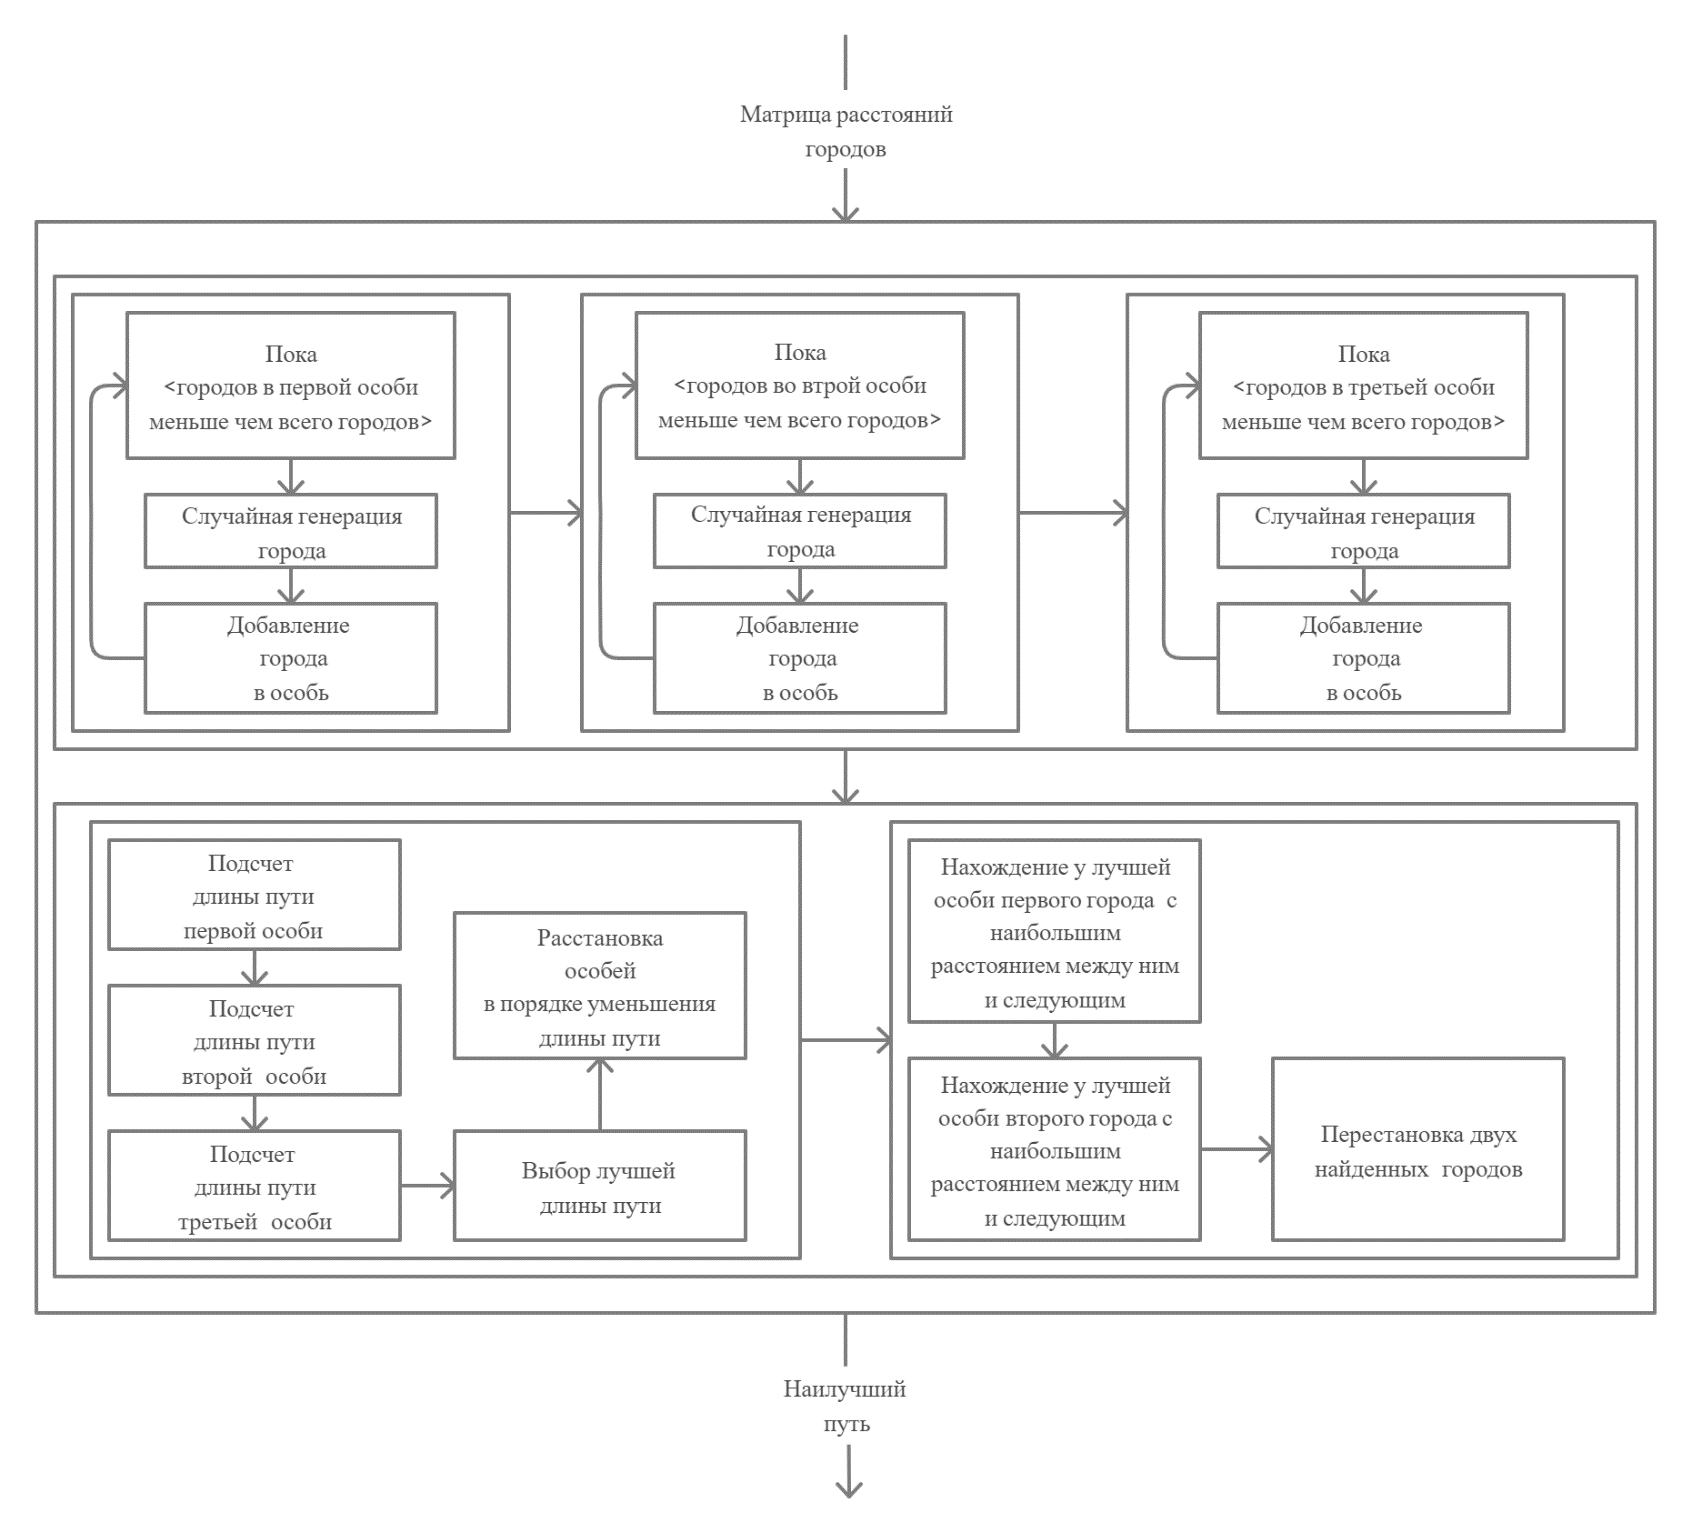 Матрица расстояний
городов
Пока
<городов в первой особи
меньше чем всего городов>
Случайная генерация
города
Добавление
города
в особь
Пока
<городов во втрой особи
меньше чем всего городов>
Случайная генерация
города
Добавление
города
в особь
Пока
<городов в третьей особи
меньше чем всего городов>
Случайная генерация
города
Добавление
города
в особь
Подсчет
длины пути
первой особи
Подсчет
длины пути
второй особи
Подсчет
длины пути
третьей особи
Выбор лучшей
длины пути
Расстановка
особей
в порядке уменьшения
длины пути
Нахождение у лучшей
особи первого города с
наибольшим
расстоянием между ним
и следующим
Нахождение у лучшей
особи второго города с
наибольшим
расстоянием между ним
и следующим
Перестановка двух
найденных городов
Наилучший
путь